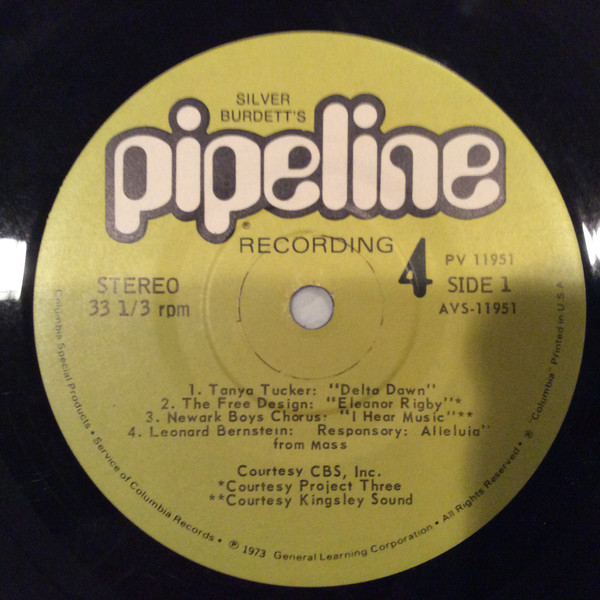 SILVER
BURDETT'S
pipeline
®
RECORDING 4
STEREO
33 1/3 rpm
PV 11951
SIDE 1
AVS-11951
1. Tanya Tucker: "Delta Dawn"
2. The Free Design: "Eleanor Rigby"*
3. Newark Boys Chorus: "I Hear Music"**
4. Leonard Bernstein: Responsory: Alleluia"
from Mass
Courtesy CBS, Inc.
*Courtesy Project Three
**Courtesy Kingsley Sound
Columbia Special Products • Service of Columbia Records • ℗ 1973 General Learning Corporation • All Rights Reserved • ® "Columbia" Printed in U.S.A.